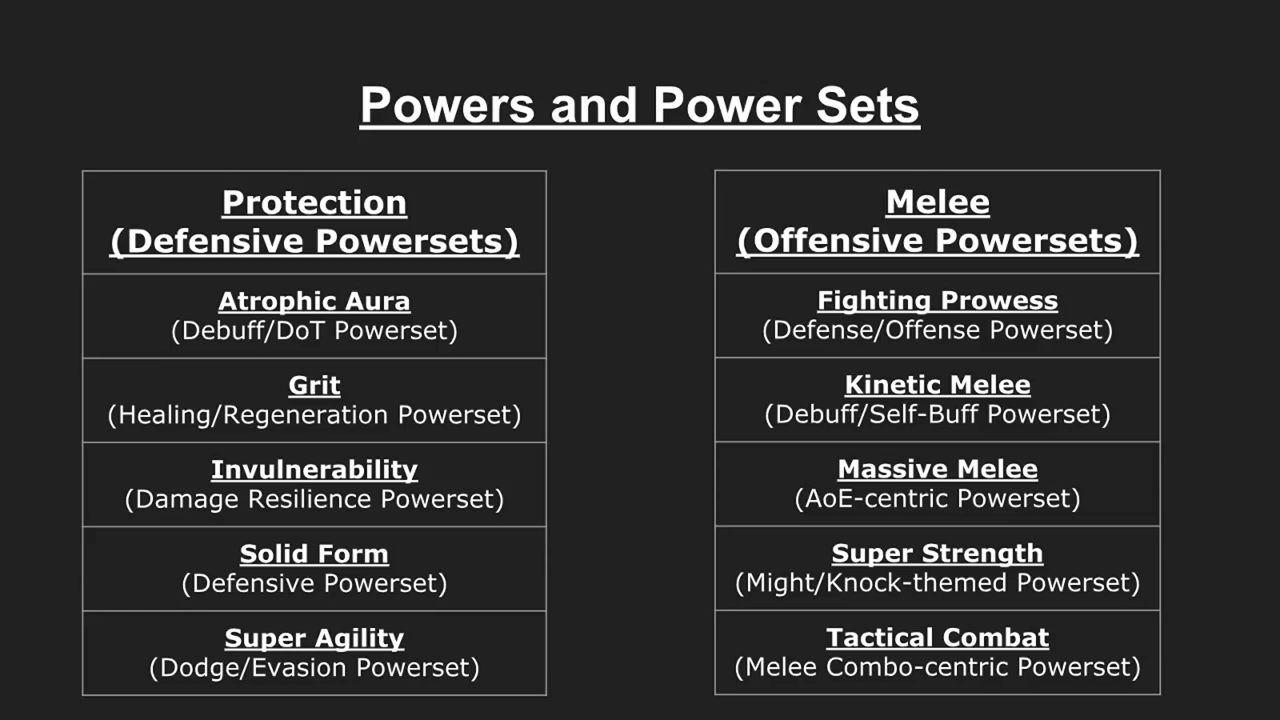 Powers and Power Sets
Protection
(Defensive Powersets)
Atrophic Aura
(Debuff/DoT Powerset)
Grit
(Healing/Regeneration Powerset)
Invulnerability
(Damage Resilience Powerset)
Solid Form
(Defensive Powerset)
Super Agility
(Dodge/Evasion Powerset)
Melee
(Offensive Powersets)
Fighting Prowess
(Defense/Offense Powerset)
Kinetic Melee
(Debuff/Self-Buff Powerset)
Massive Melee
(AoE-centric Powerset)
Super Strength
(Might/Knock-themed Powerset)
Tactical Combat
(Melee Combo-centric Powerset)